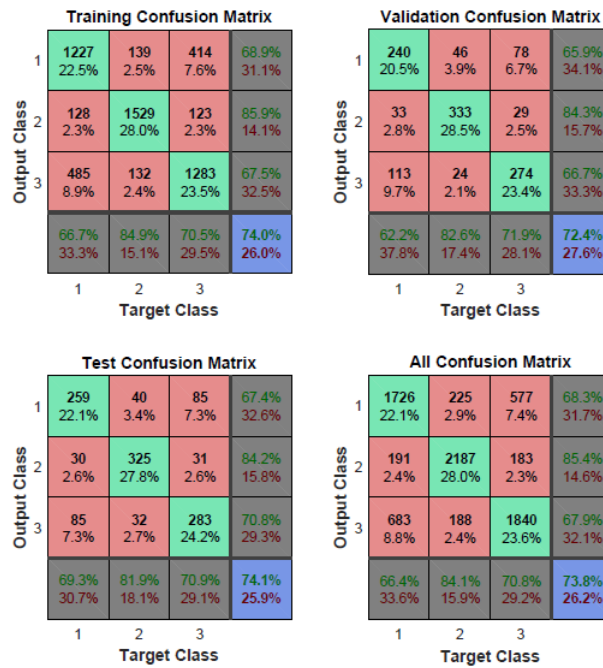 Training Confusion Matrix
Output Class
1
1227 139 414 68.9%
22.5% 2.5% 7.6% 31.1%
2
128 1529 123 85.9%
2.3% 28.0% 2.3% 14.1%
3
485 132 1283 67.5%
8.9% 2.4% 23.5% 32.5%
66.7% 84.9% 70.5% 74.0%
33.3% 15.1% 29.5% 26.0%
1 2 3
Target Class
Validation Confusion Matrix
Output Class
1
240 46 78 65.9%
20.5% 3.9% 6.7% 34.1%
2
33 333 29 84.3%
2.8% 28.5% 2.5% 15.7%
3
113 24 274 66.7%
9.7% 2.1% 23.4% 33.3%
62.2% 82.6% 71.9% 72.4%
37.8% 17.4% 28.1% 27.6%
1 2 3
Target Class
Test Confusion Matrix
Output Class
1
259 40 85 67.4%
22.1% 3.4% 7.3% 32.6%
2
30 325 31 84.2%
2.6% 27.8% 2.6% 15.8%
3
85 32 283 70.8%
7.3% 2.7% 24.2% 29.3%
69.3% 81.9% 70.9% 74.1%
30.7% 18.1% 29.1% 25.9%
1 2 3
Target Class
All Confusion Matrix
Output Class
1
1726 225 577 68.3%
22.1% 2.9% 7.4% 31.7%
2
191 2187 183 85.4%
2.4% 28.0% 2.3% 14.6%
3
683 188 1840 67.9%
8.8% 2.4% 23.6% 32.1%
66.4% 84.1% 70.8% 73.8%
33.6% 15.9% 29.2% 26.2%
1 2 3
Target Class